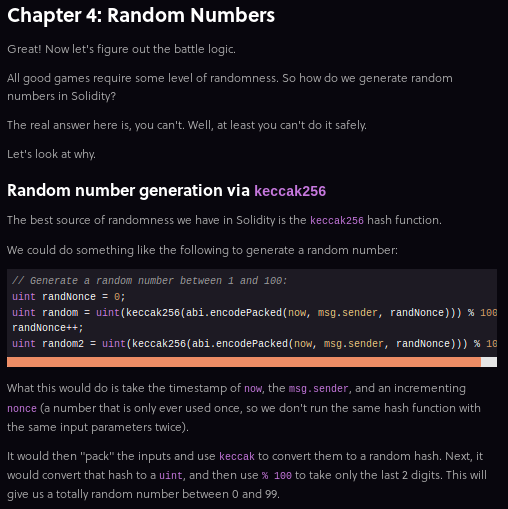 Chapter 4: Random Numbers
Great! Now let's figure out the battle logic.
All good games require some level of randomness. So how do we generate random
numbers in Solidity?
The real answer here is, you can't. Well, at least you can't do it safely.
Let's look at why.
Random number generation via keccak256
The best source of randomness we have in Solidity is the keccak256 hash function.
We could do something like the following to generate a random number:
// Generate a random number between 1 and 100:
uint randNonce = 0;
uint random = uint(keccak256(abi.encodePacked(now, msg.sender, randNonce))) % 100
randNonce++;
uint random2 = uint(keccak256(abi.encodePacked(now, msg.sender, randNonce))) % 10
What this would do is take the timestamp of now, the msg.sender, and an incrementing
nonce (a number that is only ever used once, so we don't run the same hash function with
the same input parameters twice).
It would then "pack" the inputs and use keccak to convert them to a random hash. Next, it
would convert that hash to a uint, and then use % 100 to take only the last 2 digits. This will
give us a totally random number between 0 and 99.